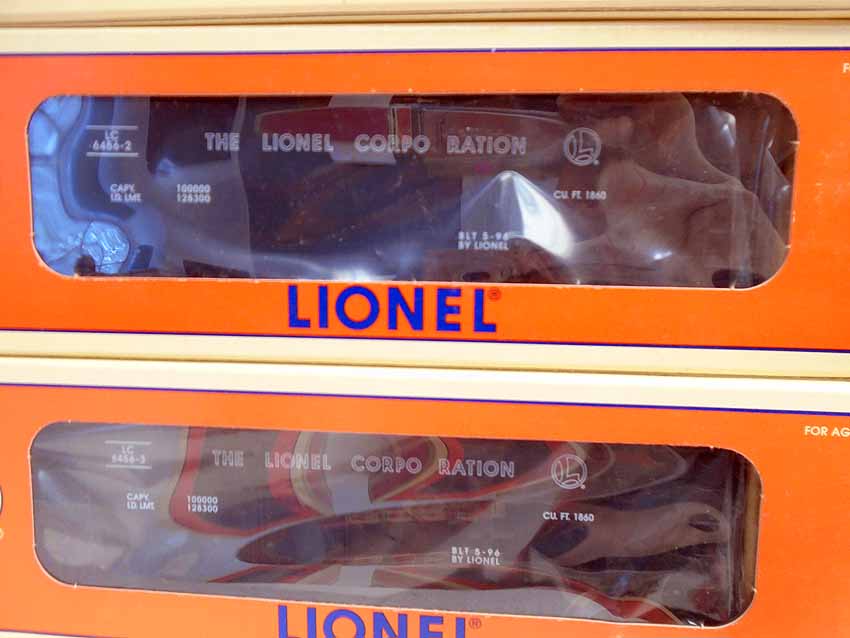 LC
6456-2
THE LIONEL CORPO RATION
L
CAPY. 100000
LD. LMT. 128300
CU. FT. 1860
BLT 5-96
BY LIONEL
LIONEL®
FOR AG
LC
6456-3
THE LIONEL CORPO RATION
L
CAPY. 100000
LD. LMT. 128300
CU. FT. 1860
BLT 5-96
BY LIONEL
LIONEL®